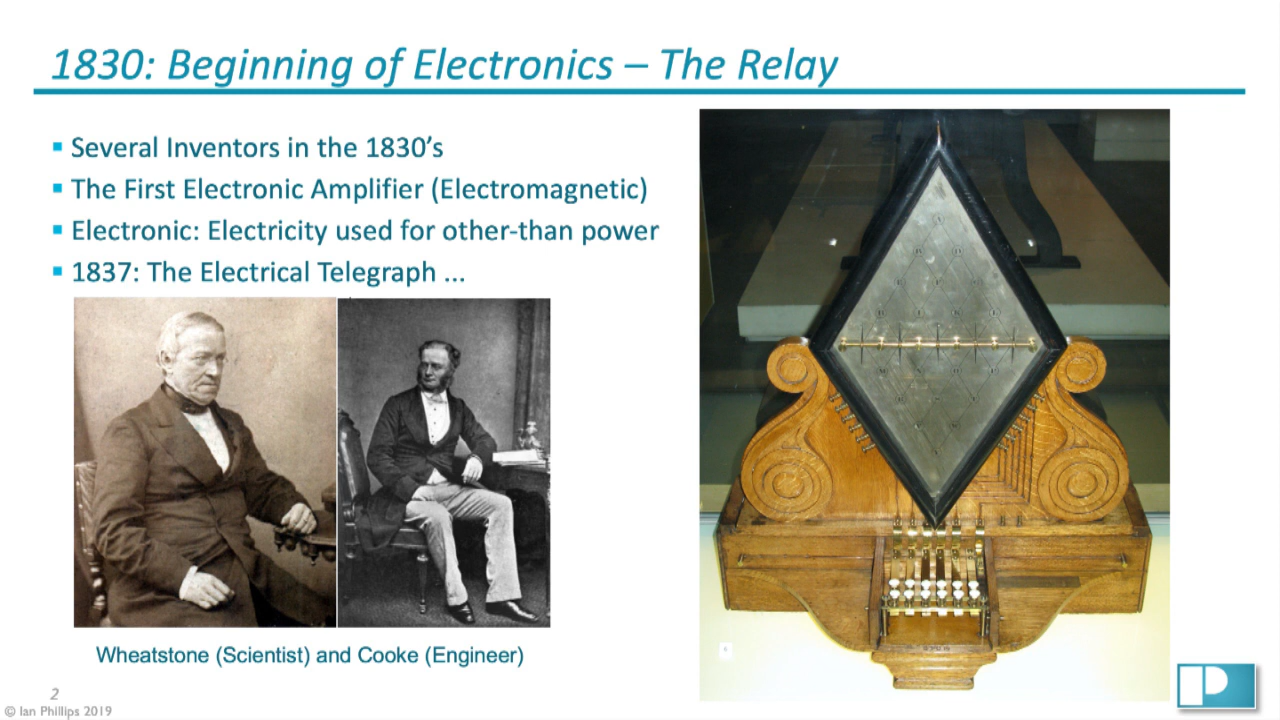 1830: Beginning of Electronics – The Relay
Several Inventors in the 1830’s
The First Electronic Amplifier (Electromagnetic)
Electronic: Electricity used for other-than power
1837: The Electrical Telegraph ...
Wheatstone (Scientist) and Cooke (Engineer)
2
© Ian Phillips 2019
P